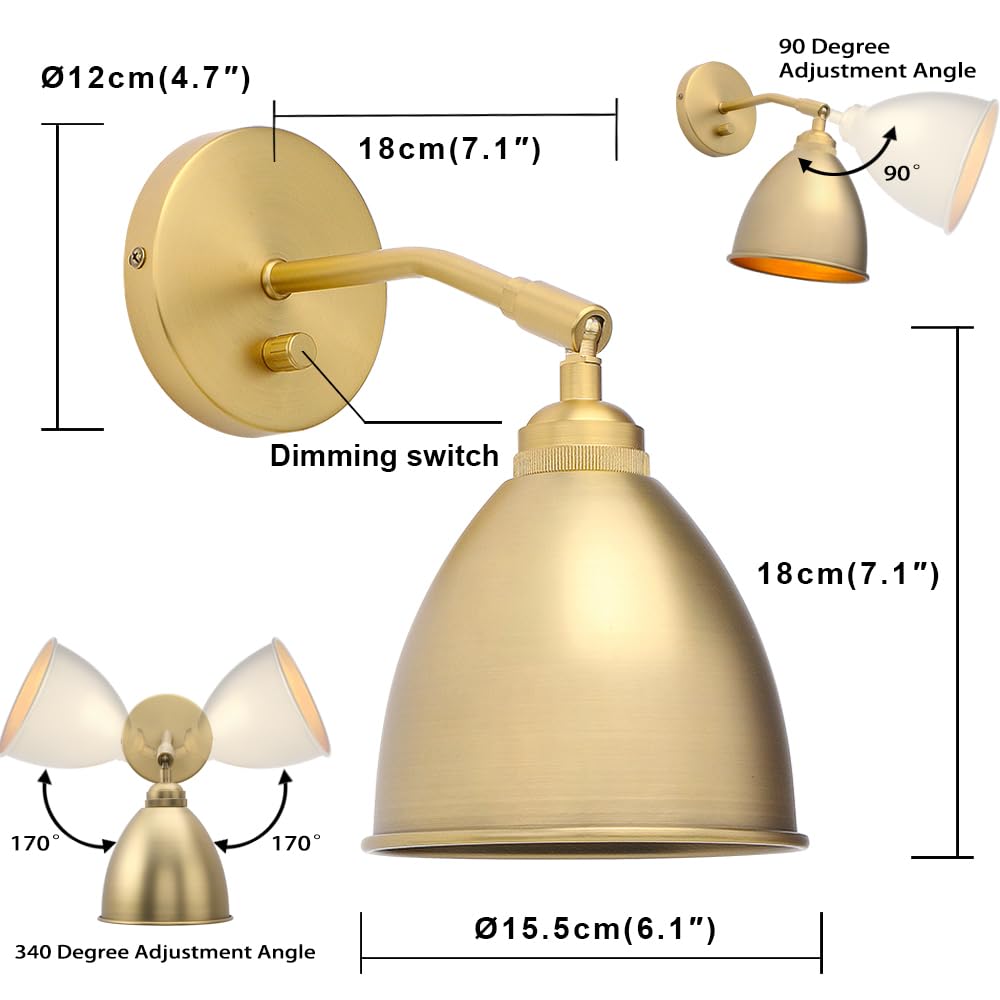 90 Degree
Adjustment Angle
Ø12cm(4.7")
18cm(7.1")
90°
Dimming switch
18cm(7.1")
170°
170°
Ø15.5cm(6.1")
340 Degree Adjustment Angle